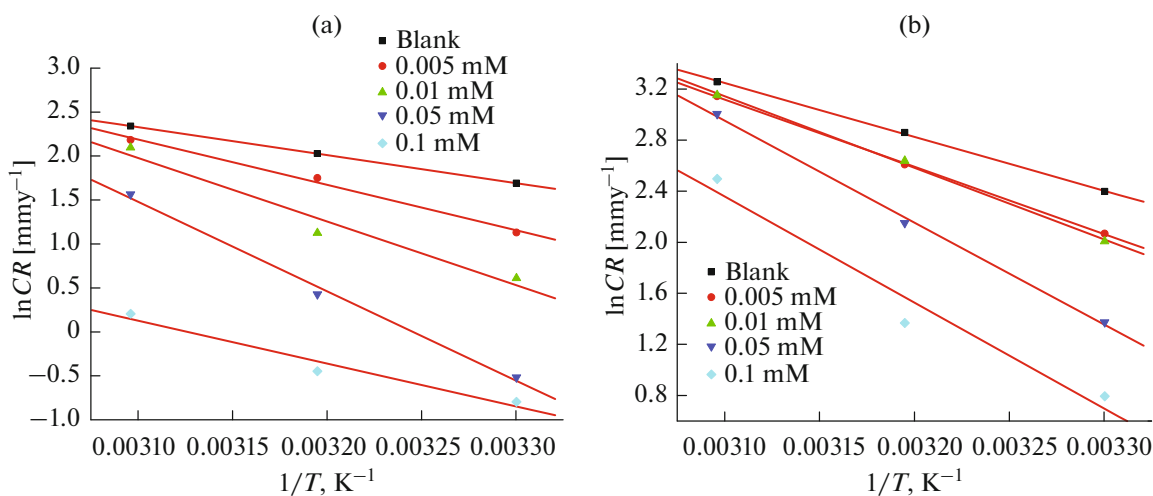 (a)
Blank
0.005 mM
0.01 mM
0.05 mM
0.1 mM
3.0
2.5
2.0
1.5
1.0
0.5
0
−0.5
−1.0
ln CR [mmy⁻¹]
0.00310 0.00315 0.00320 0.00325 0.00330
1/T, K⁻¹
(b)
3.2
2.8
2.4
2.0
1.6
1.2
0.8
ln CR [mmy⁻¹]
Blank
0.005 mM
0.01 mM
0.05 mM
0.1 mM
0.00310 0.00315 0.00320 0.00325 0.00330
1/T, K⁻¹